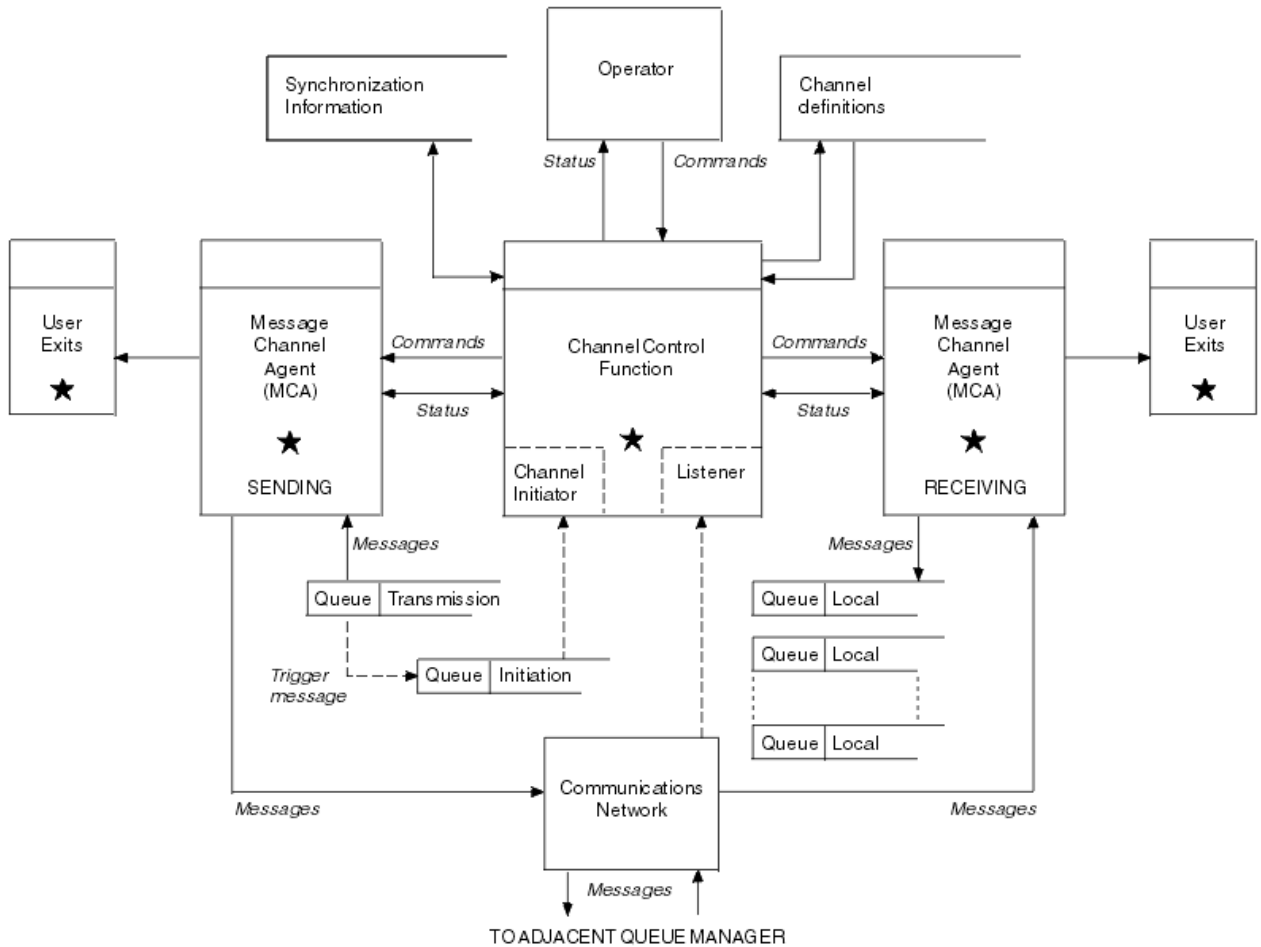 Operator
Synchronization
Information
Channel
definitions
Status
Commands
User
Exits
Message
Channel
Agent
(MCA)
SENDING
Commands
Status
Channel Control
Function
Channel
Initiator
Listener
Commands
Status
Message
Channel
Agent
(MCA)
RECEIVING
User
Exits
Messages
Queue Transmission
Trigger
message
Queue Initiation
Messages
Queue Local
Queue Local
Queue Local
Communications
Network
Messages
Messages
Messages
TO ADJACENT QUEUE MANAGER